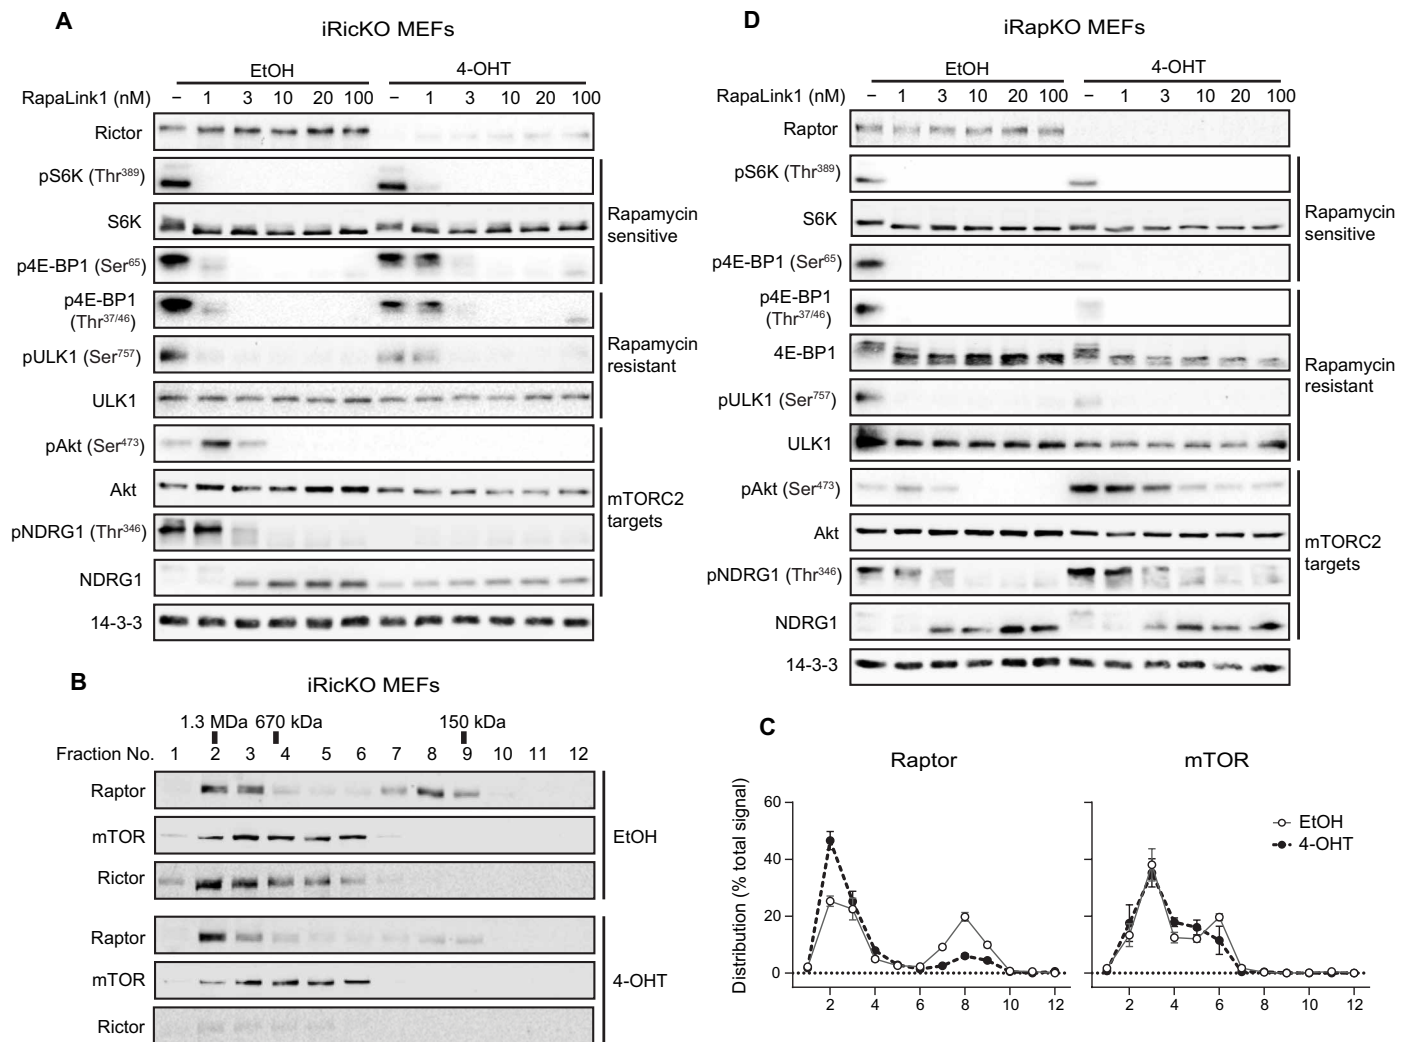 A
iRicKO MEFs
EtOH 4-OHT
RapaLink1 (nM) – 1 3 10 20 100 – 1 3 10 20 100
Rictor
pS6K (Thr389)
S6K
p4E-BP1 (Ser65)
Rapamycin
sensitive
p4E-BP1
(Thr37/46)
pULK1 (Ser757)
ULK1
Rapamycin
resistant
pAkt (Ser473)
Akt
pNDRG1 (Thr346)
NDRG1
mTORC2
targets
14-3-3
B
iRicKO MEFs
1.3 MDa 670 kDa 150 kDa
Fraction No. 1 2 3 4 5 6 7 8 9 10 11 12
Raptor
mTOR
Rictor
EtOH
Raptor
mTOR
Rictor
4-OHT
D
iRapKO MEFs
EtOH 4-OHT
RapaLink1 (nM) – 1 3 10 20 100 – 1 3 10 20 100
Raptor
pS6K (Thr389)
S6K
p4E-BP1 (Ser65)
Rapamycin
sensitive
p4E-BP1
(Thr37/46)
4E-BP1
pULK1 (Ser757)
ULK1
Rapamycin
resistant
pAkt (Ser473)
Akt
pNDRG1 (Thr346)
NDRG1
mTORC2
targets
14-3-3
C
Raptor mTOR
Distribution (% total signal)
60
40
20
0
EtOH
4-OHT
2 4 6 8 10 12 2 4 6 8 10 12